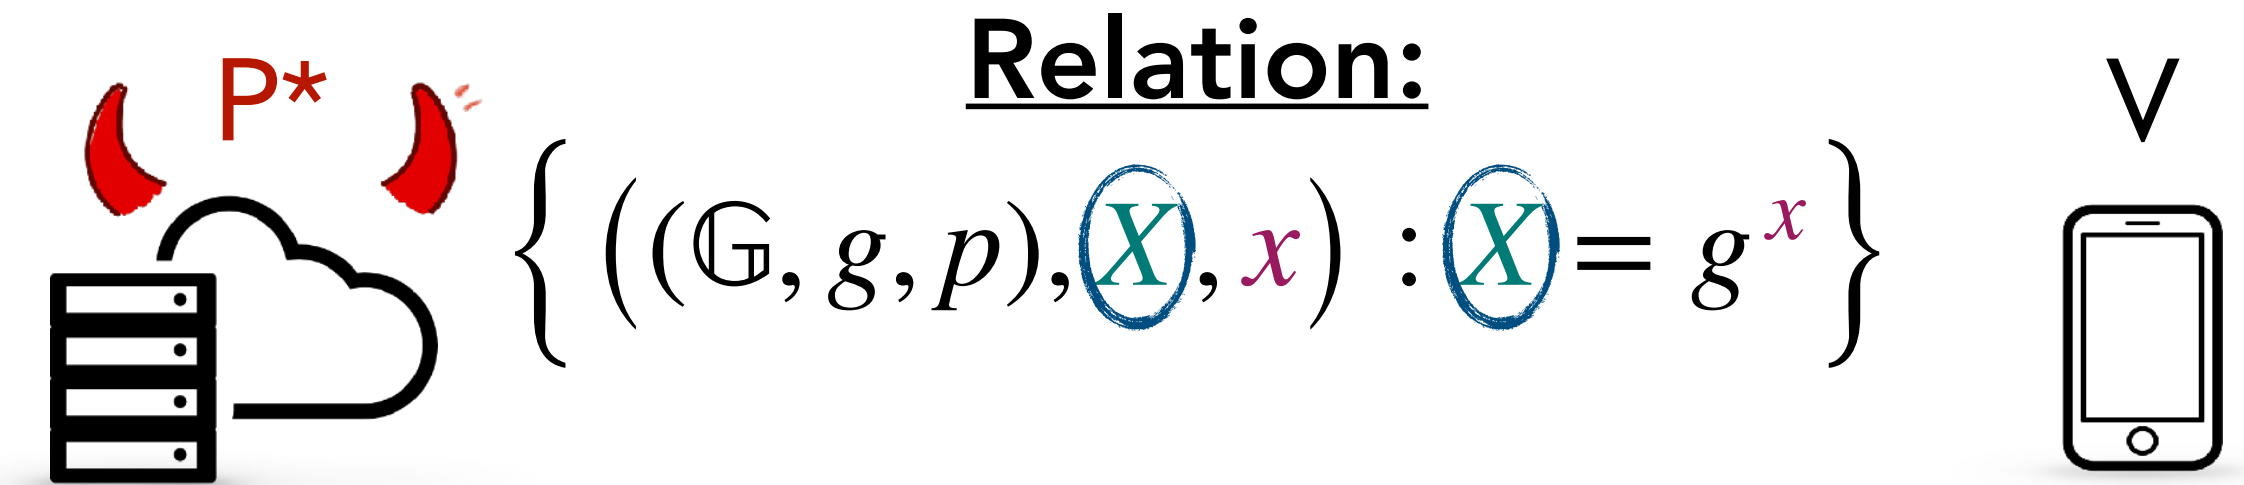 Relation:
P*
V
{((𝔾, g, p), X, x) : X = g^x}